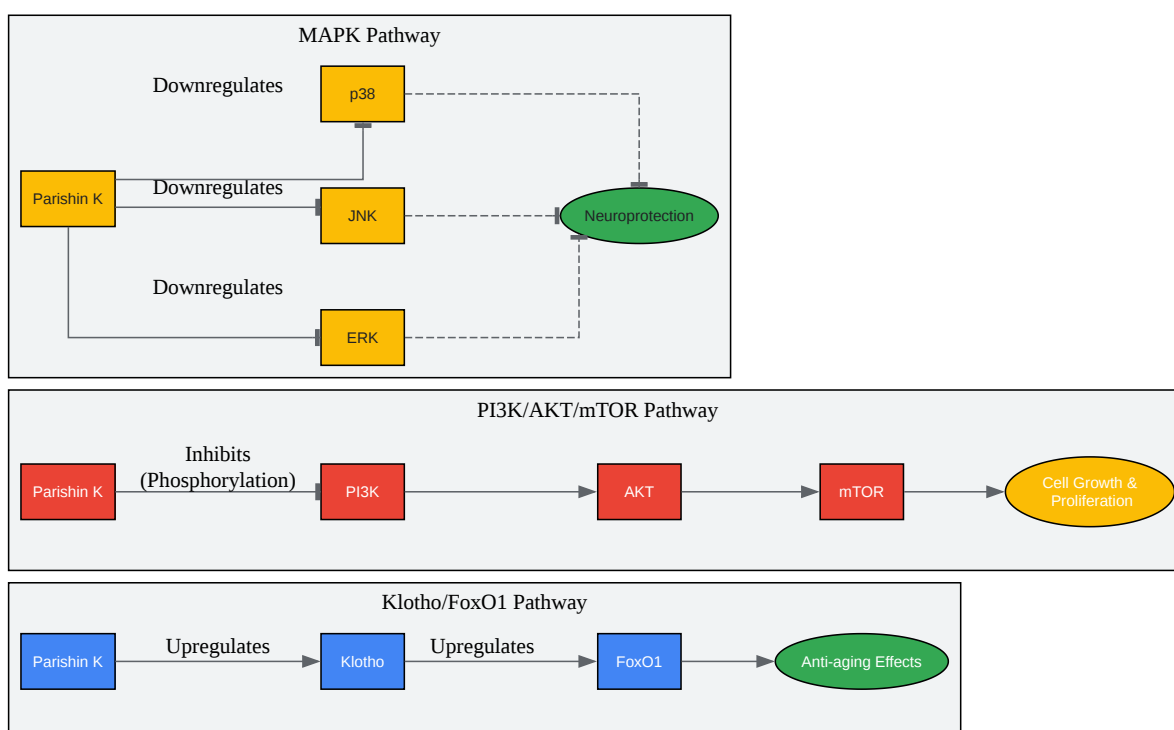 MAPK Pathway
Downregulates
p38
Parishin K
Downregulates
JNK
Neuroprotection
Downregulates
ERK
PI3K/AKT/mTOR Pathway
Parishin K
Inhibits
(Phosphorylation)
PI3K
AKT
mTOR
Cell Growth &
Proliferation
Klotho/FoxO1 Pathway
Parishin K
Upregulates
Klotho
Upregulates
FoxO1
Anti-aging Effects